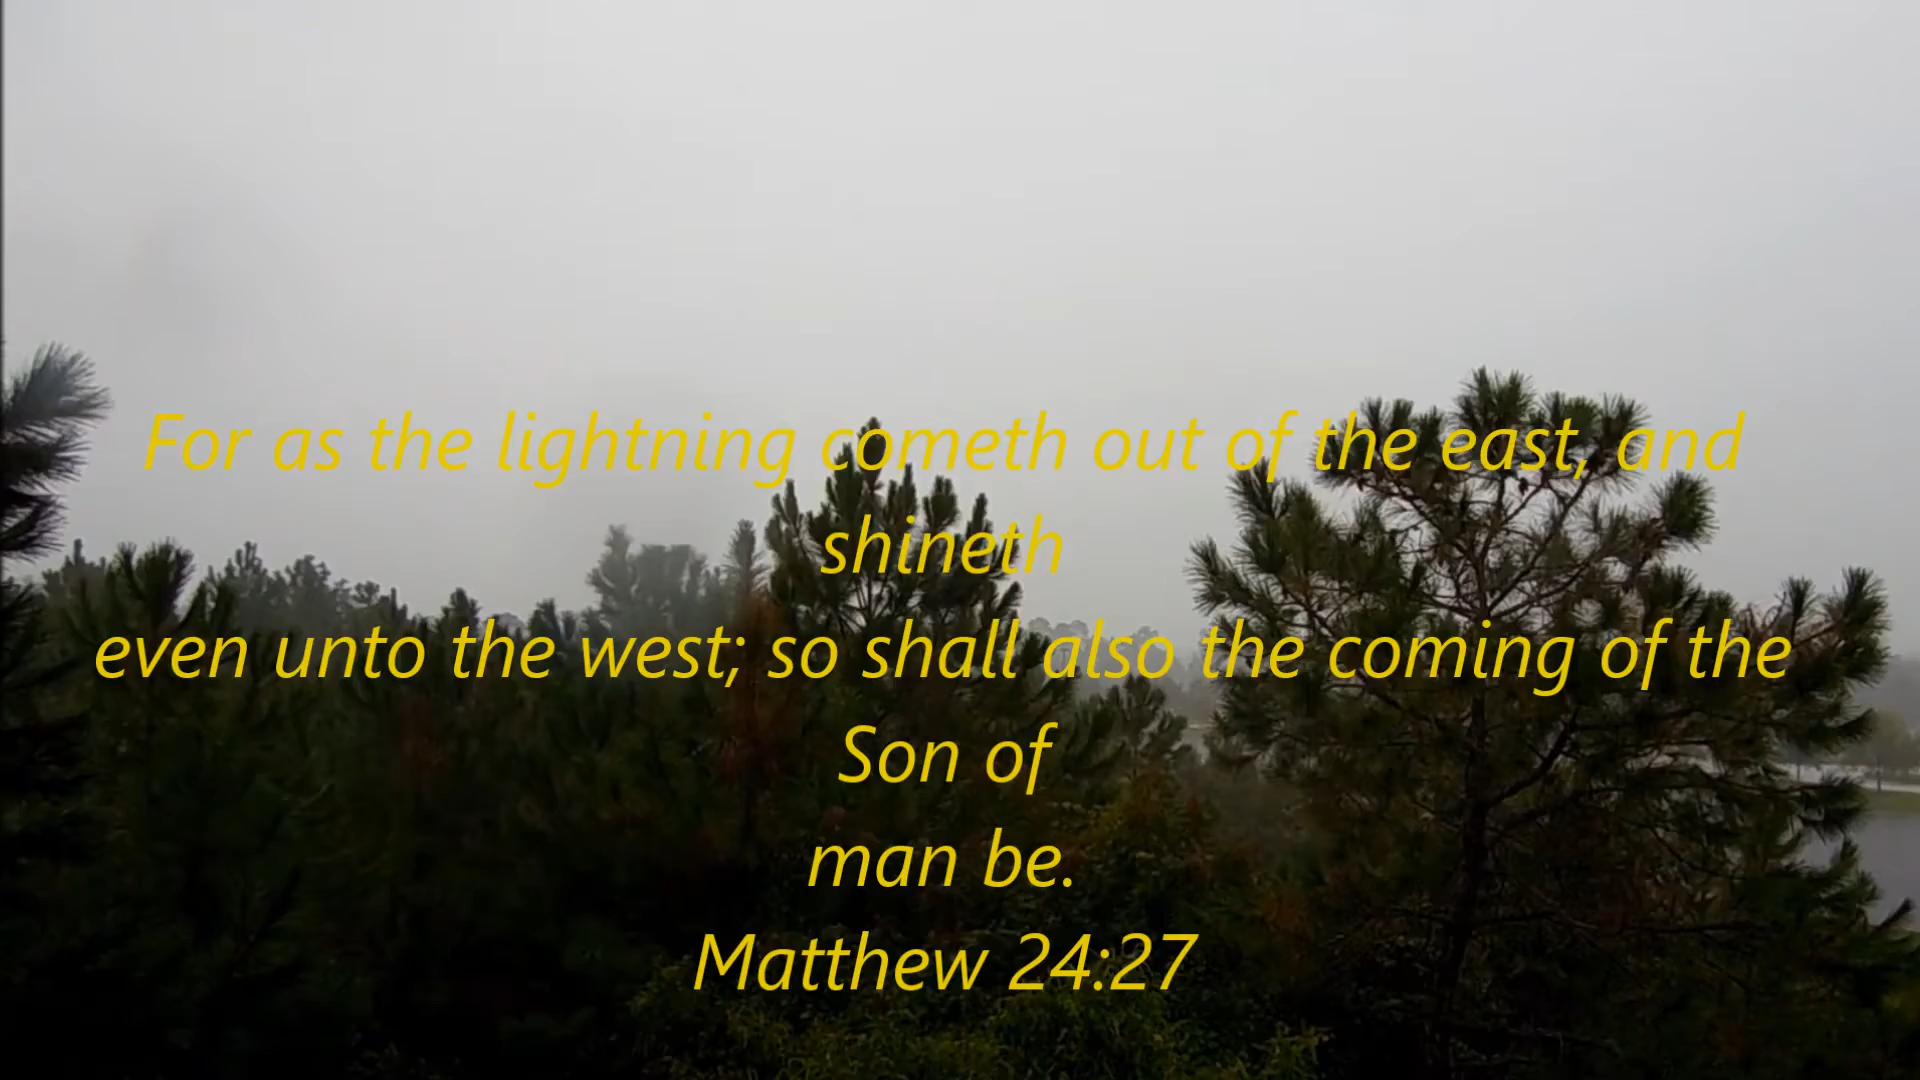 For as the lightning cometh out of the east, and
shineth
even unto the west; so shall also the coming of the
Son of
man be.
Matthew 24:27